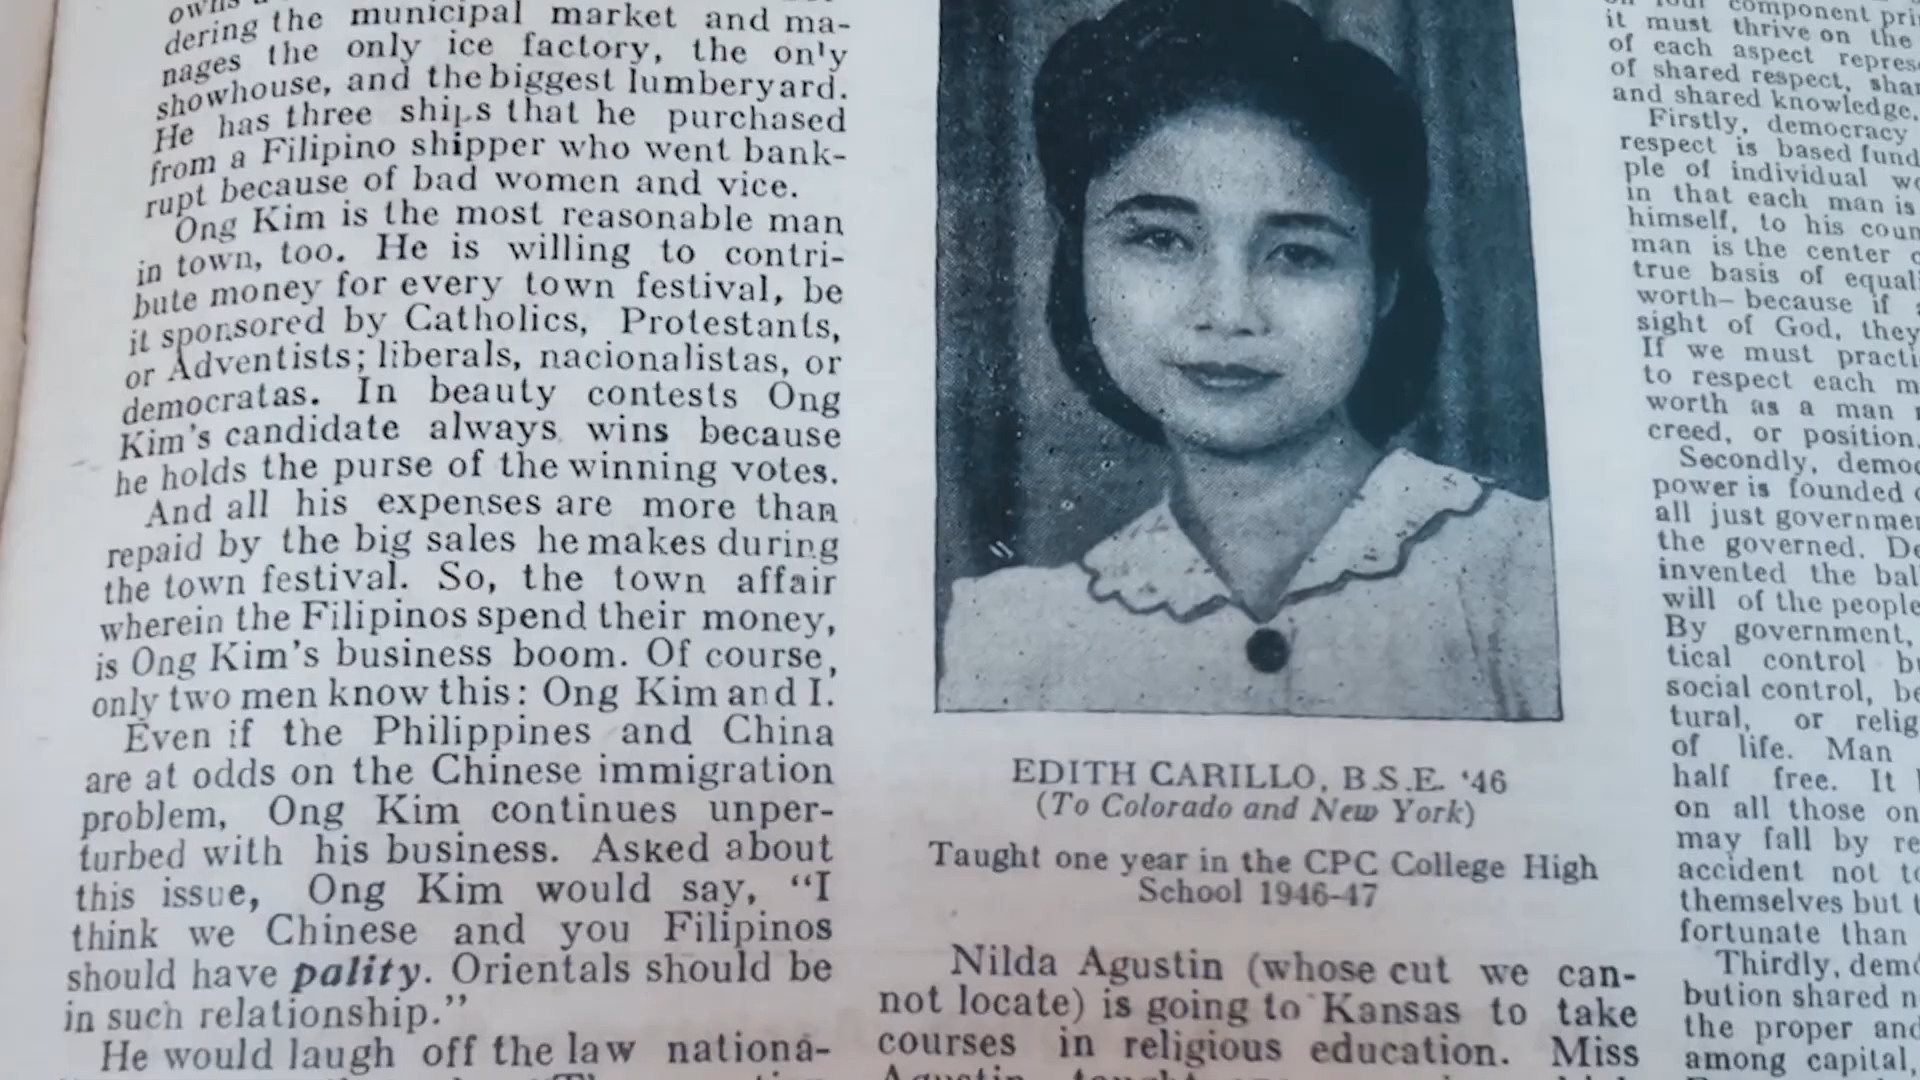 owns
dering the municipal market and ma-
nages the only ice factory, the on'y
showhouse, and the biggest lumberyard.
He has three ships that he purchased
from a Filipino shipper who went bank-
rupt because of bad women and vice.
Ong Kim is the most reasonable man
in town, too. He is willing to contri-
bute money for every town festival, be
it sponsored by Catholics, Protestants,
or Adventists; liberals, nacionalistas, or
democratas. In beauty contests Ong
Kim's candidate always wins because
he holds the purse of the winning votes.
And all his expenses are more than
repaid by the big sales he makes during
the town festival. So, the town affair
wherein the Filipinos spend their money,
is Ong Kim's business boom. Of course,
only two men know this: Ong Kim and I.
Even if the Philippines and China
are at odds on the Chinese immigration
problem, Ong Kim continues unper-
turbed with his business. Asked about
this issue, Ong Kim would say, "I
think we Chinese and you Filipinos
should have pality. Orientals should be
in such relationship."
He would laugh off the law nationa-
EDITH CARILLO, B.S.E. '46
(To Colorado and New York)
Taught one year in the CPC College High
School 1946-47
Nilda Agustin (whose cut we can-
not locate) is going to Kansas to take
courses in religious education. Miss
Agustin taught
component
it must thrive on the
of each aspect
of shared respect,
and shared knowledge.
Firstly, democracy
respect is based
ple of individual
in that each man is
himself, to his
man is the center
true basis of
worth— because if
sight of God, they
If we must
to respect each
worth as a man
creed, or position.
Secondly,
power is founded
all just
the governed.
invented the
will of the people
By government,
tical control
social control,
tural, or
of life. Man
half free. It
on all those
may fall by
accident not
themselves but
fortunate than
Thirdly,
bution shared
the proper and
among capital,